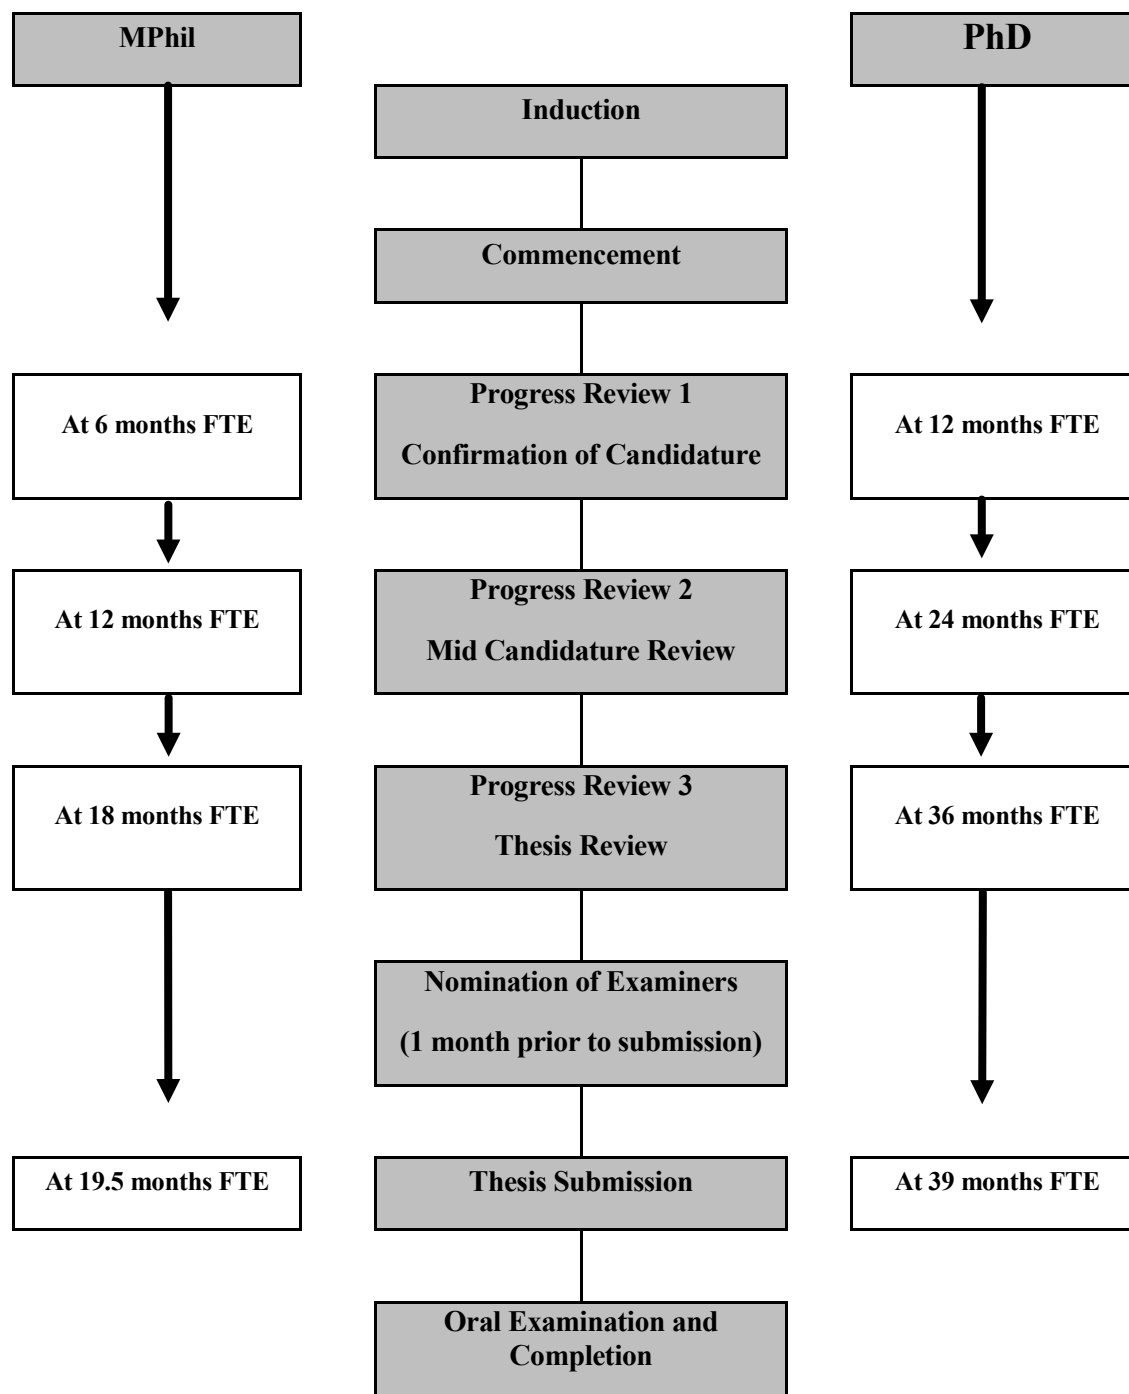 MPhil
PhD
Induction
Commencement
At 6 months FTE
Progress Review 1
Confirmation of Candidature
At 12 months FTE
At 12 months FTE
Progress Review 2
Mid Candidature Review
At 24 months FTE
At 18 months FTE
Progress Review 3
Thesis Review
At 36 months FTE
Nomination of Examiners
(1 month prior to submission)
At 19.5 months FTE
Thesis Submission
At 39 months FTE
Oral Examination and
Completion